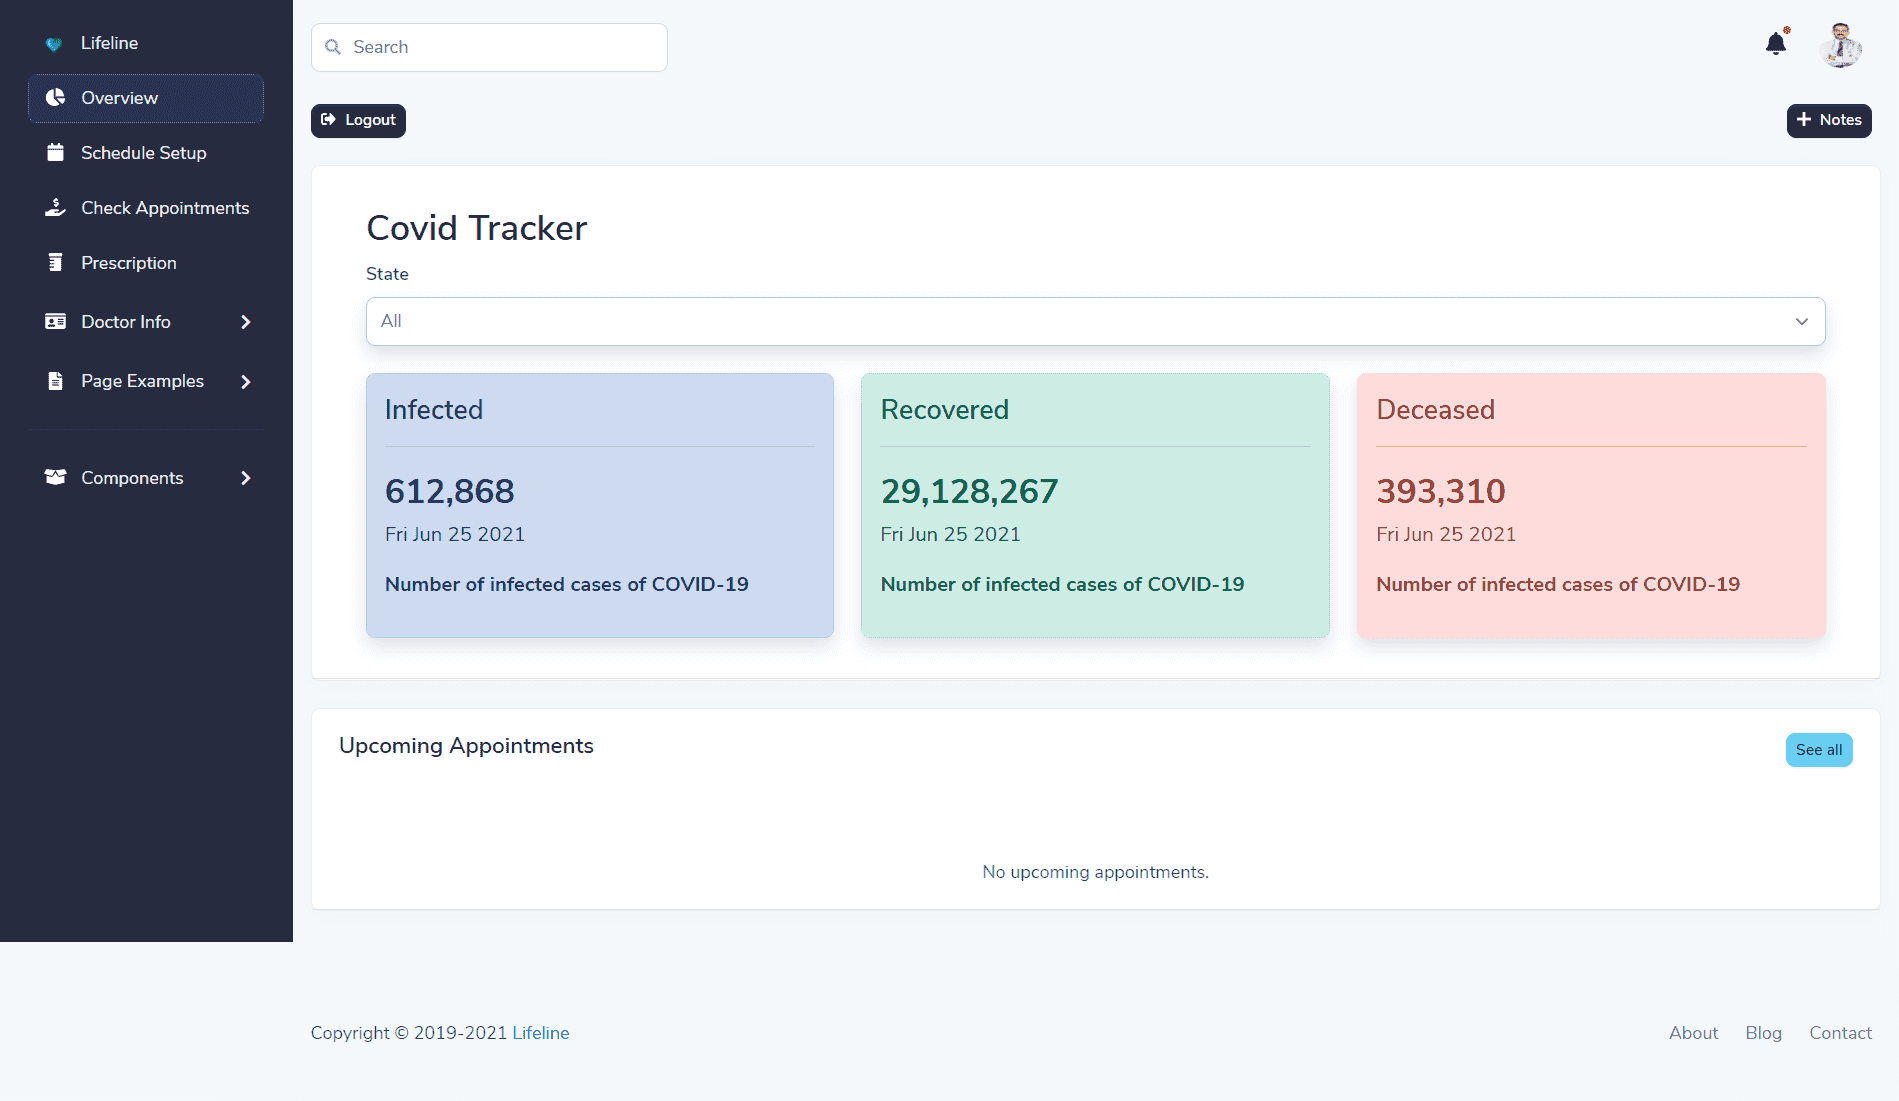 Lifeline
Overview
Schedule Setup
Check Appointments
Prescription
Doctor Info
Page Examples
Components
Search
Logout
Notes
Covid Tracker
State
All
Infected
612,868
Fri Jun 25 2021
Number of infected cases of COVID-19
Recovered
29,128,267
Fri Jun 25 2021
Number of infected cases of COVID-19
Deceased
393,310
Fri Jun 25 2021
Number of infected cases of COVID-19
Upcoming Appointments
See all
No upcoming appointments.
Copyright © 2019-2021 Lifeline
About Blog Contact